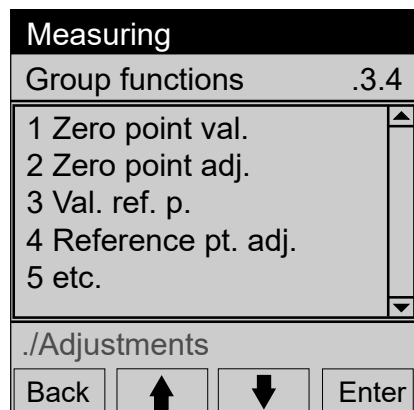 Measuring
Group functions .3.4
1 Zero point val.
2 Zero point adj.
3 Val. ref. p.
4 Reference pt. adj.
5 etc.
./Adjustments
Back Enter